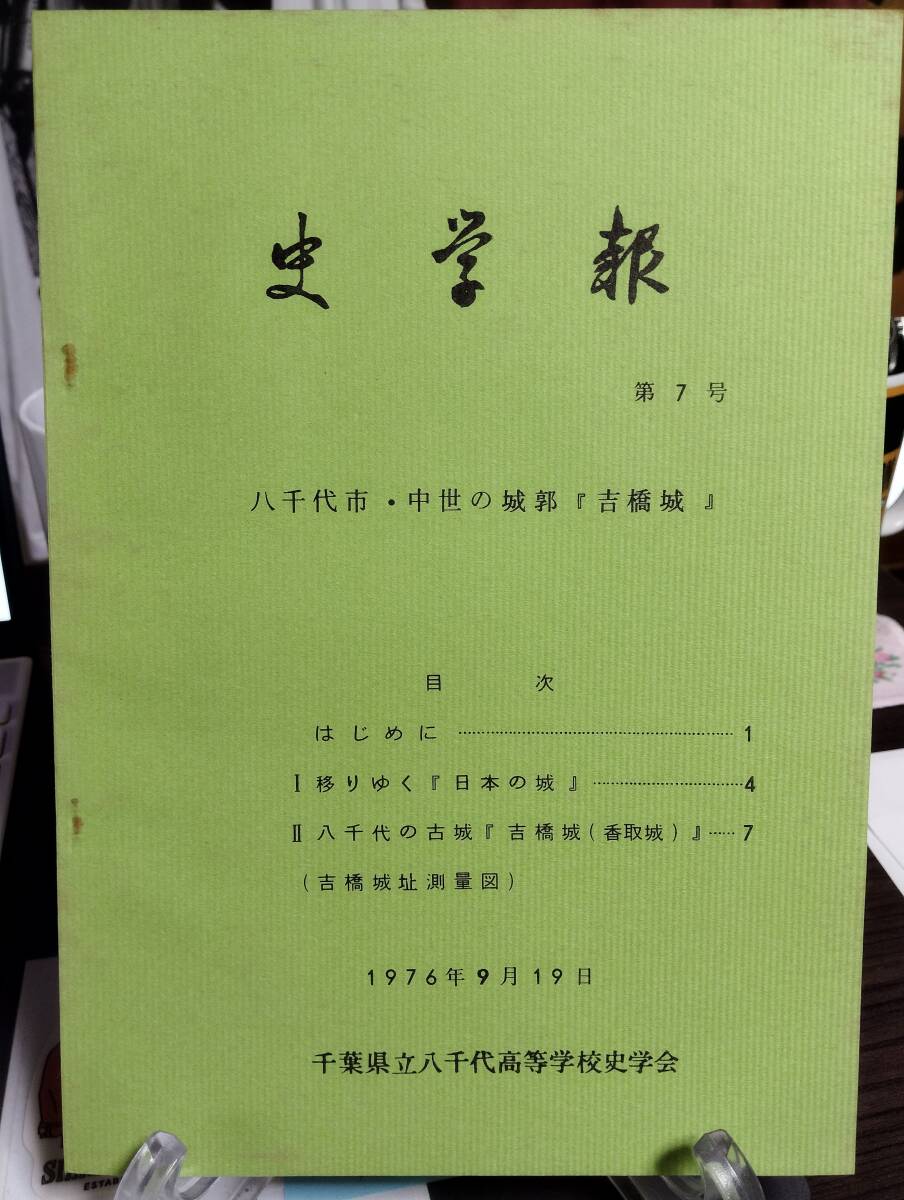 史学報
第7号
八千代市・中世の城郭『吉橋城』
目次
はじめに……………………………………1
Ⅰ移りゆく『日本の城』………………4
Ⅱ八千代の古城『吉橋城(香取城)』……7
(吉橋城址測量図)
1976年9月19日
千葉県立八千代高等学校史学会